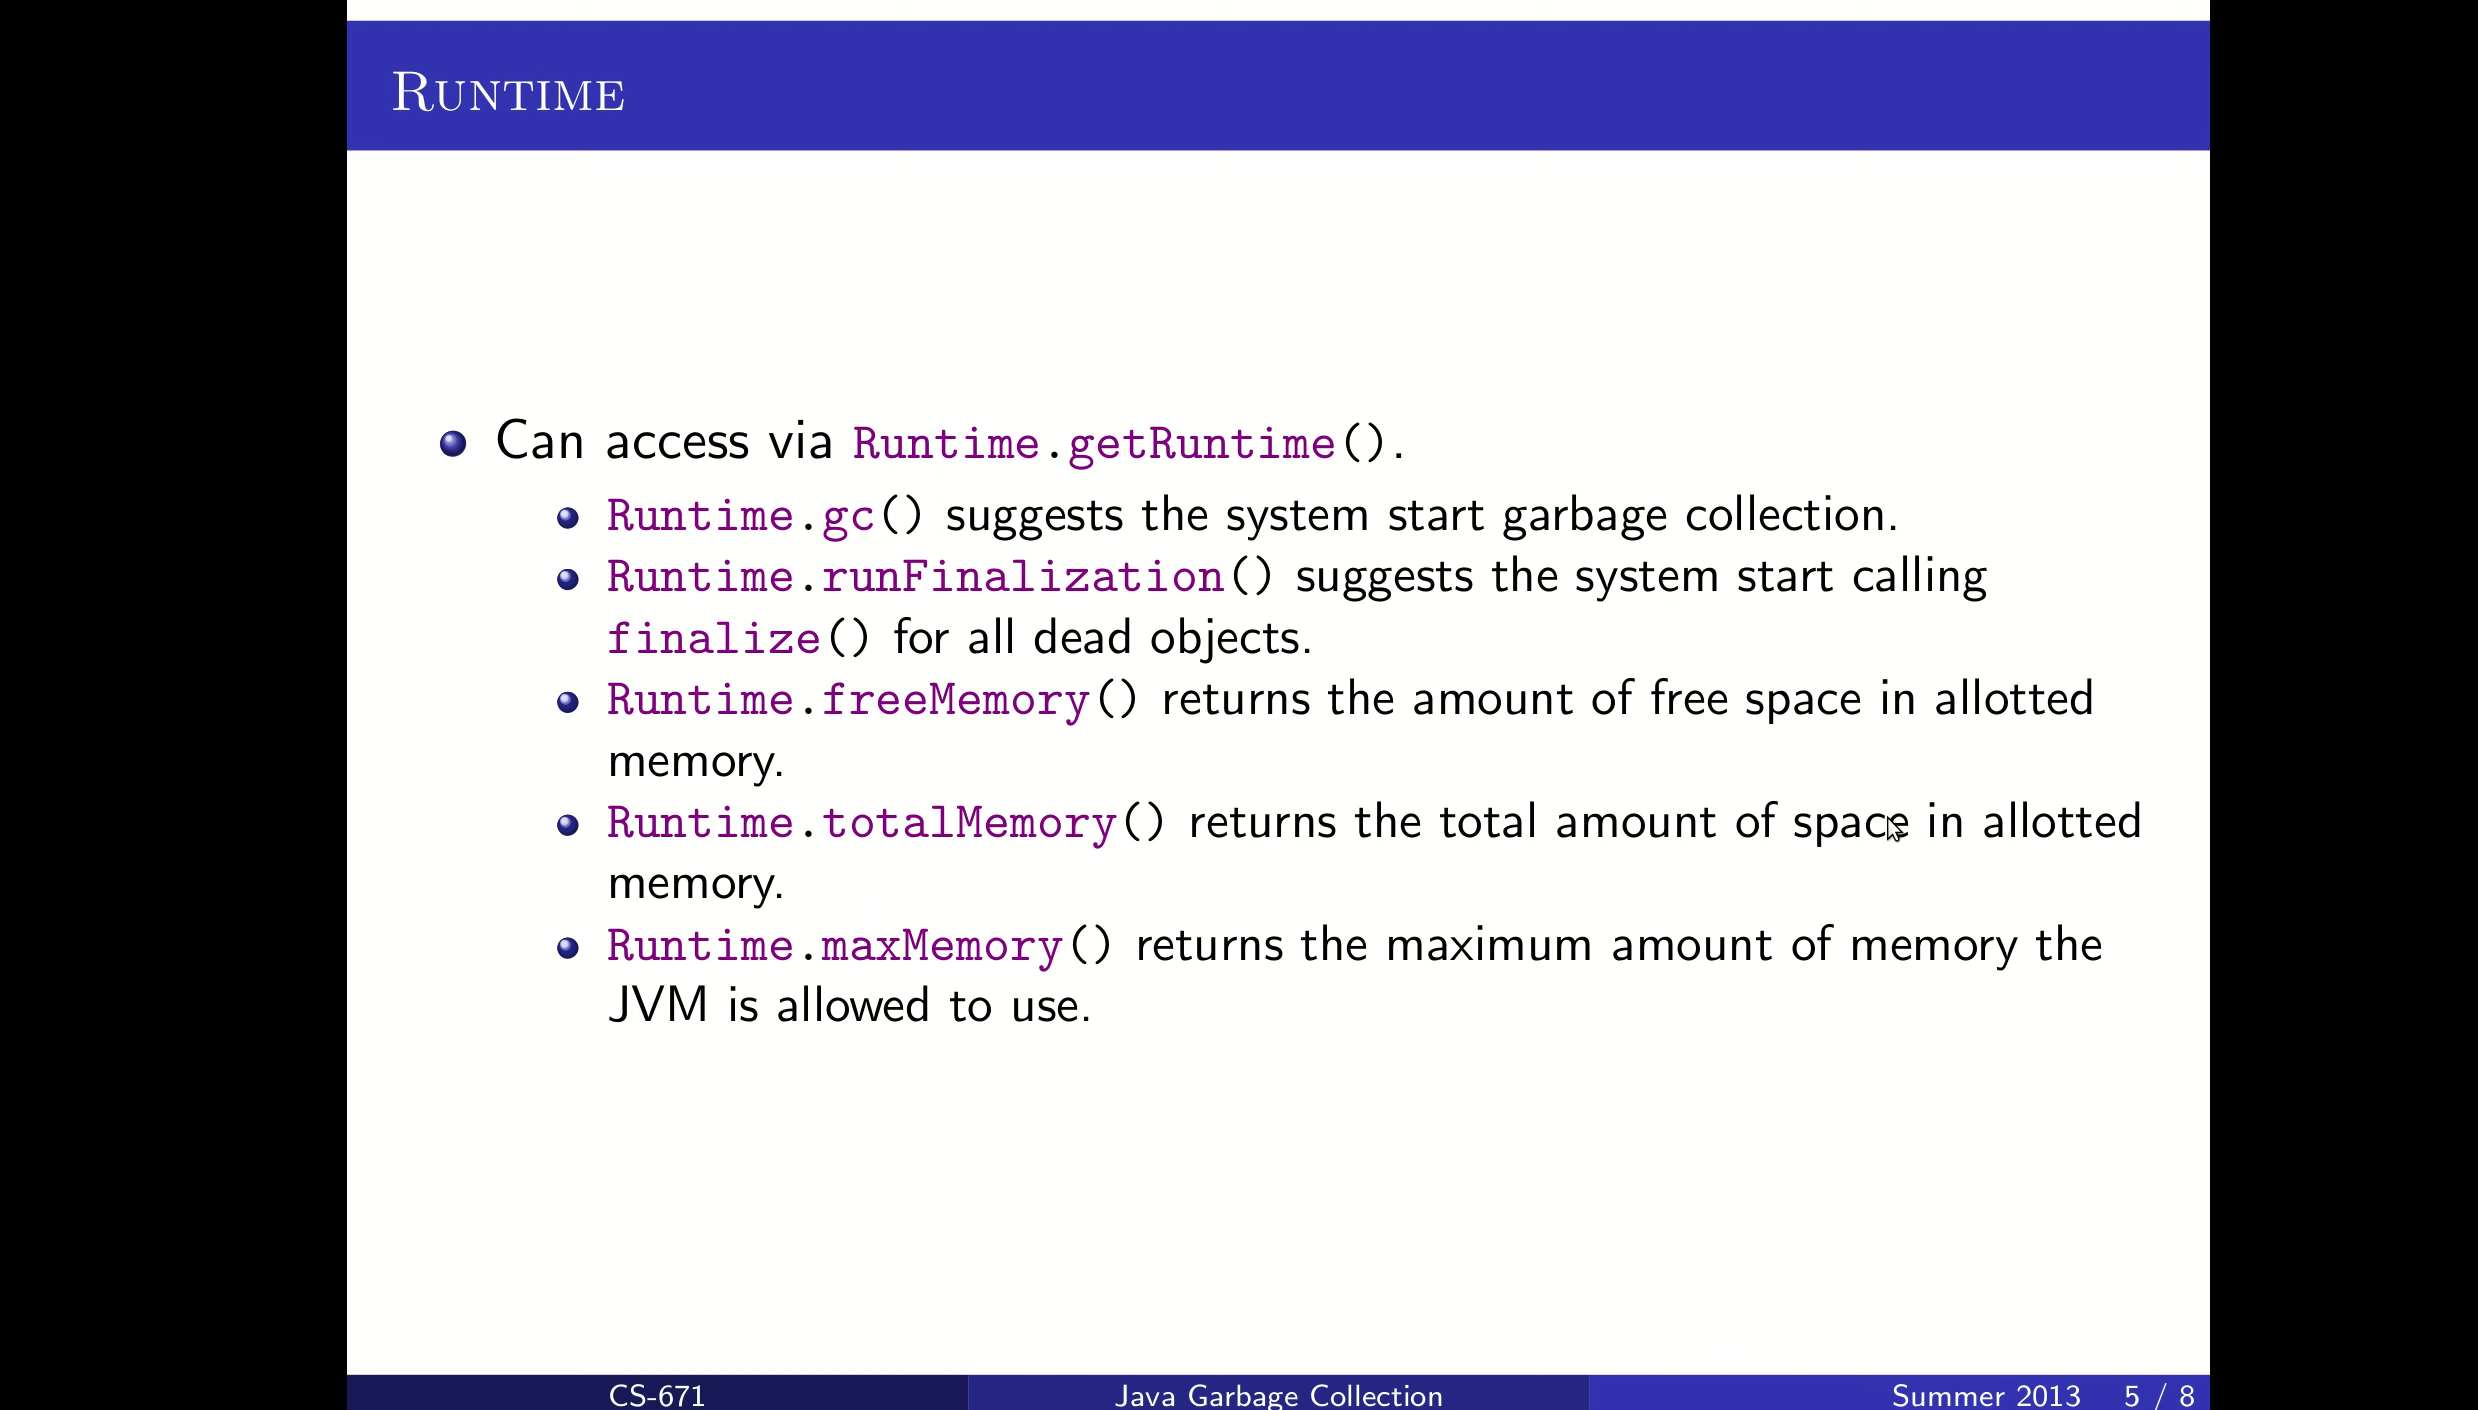 Runtime
Can access via Runtime.getRuntime().
Runtime.gc() suggests the system start garbage collection.
Runtime.runFinalization() suggests the system start calling
finalize() for all dead objects.
Runtime.freeMemory() returns the amount of free space in allotted
memory.
Runtime.totalMemory() returns the total amount of space in allotted
memory.
Runtime.maxMemory() returns the maximum amount of memory the
JVM is allowed to use.
CS-671 Java Garbage Collection Summer 2013 5 / 8